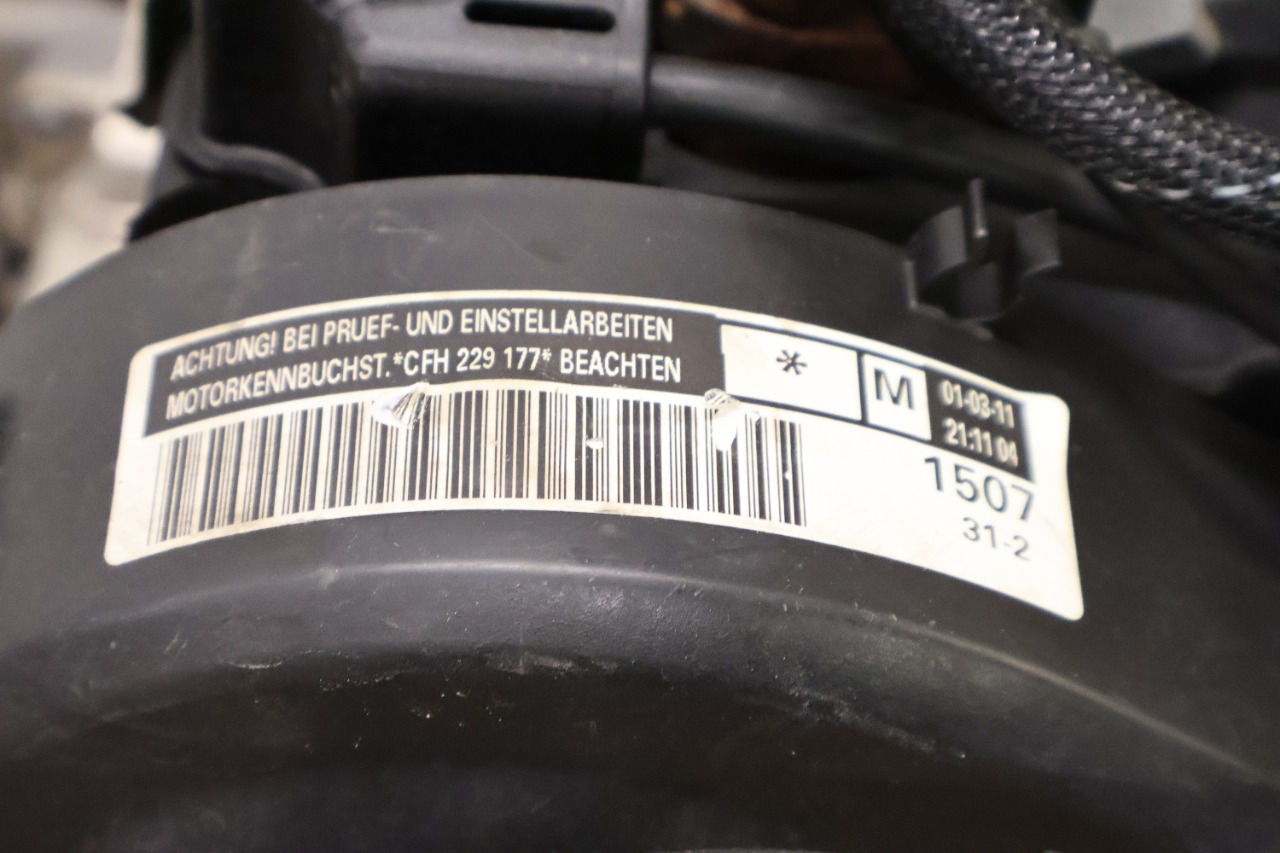 ACHTUNG! BEI PRUEF- UND EINSTELLARBEITEN
MOTORKENNBUCHST.*CFH 229 177* BEACHTEN
*
M
01-03-11
21:11 04
1507
31-2